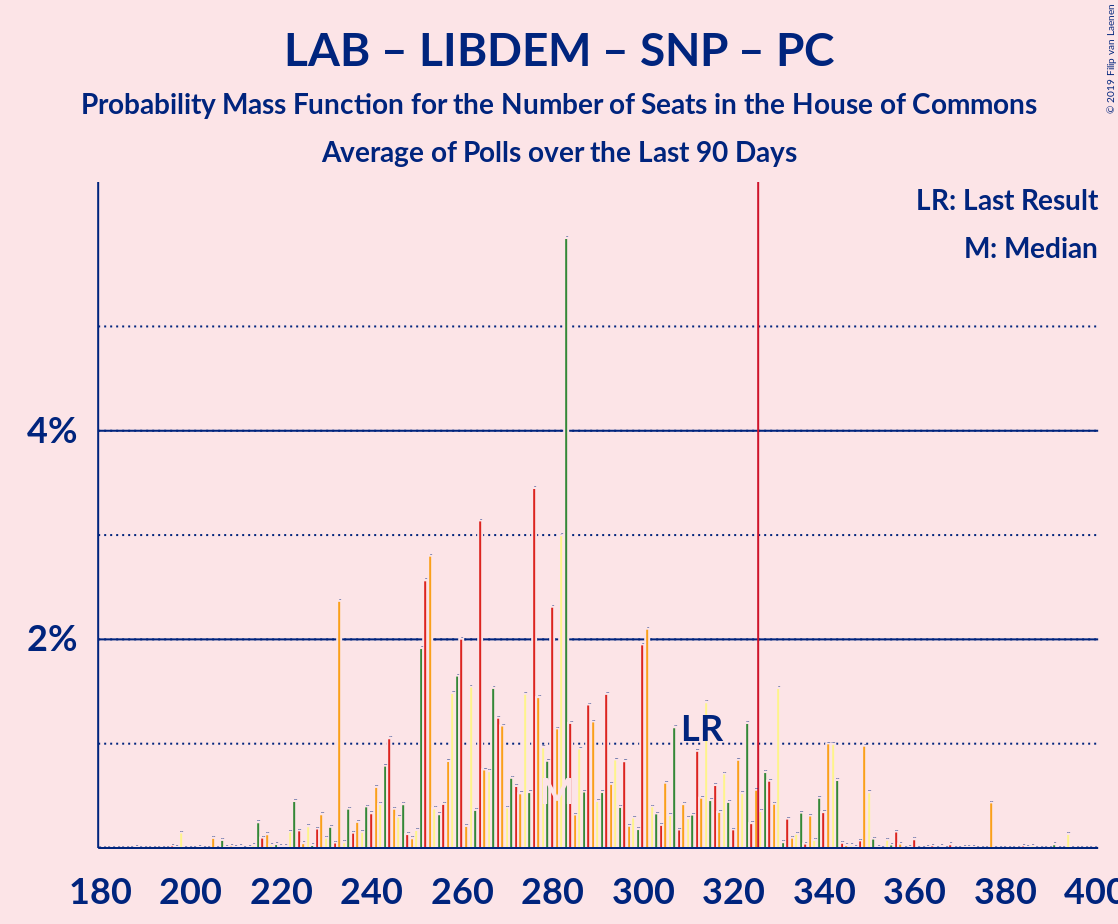 LAB – LIBDEM – SNP – PC
Probability Mass Function for the Number of Seats in the House of Commons
Average of Polls over the Last 90 Days
© 2019 Filip van Laenen
LR: Last Result
M: Median
4%
2%
LR
M
180 200 220 240 260 280 300 320 340 360 380 400